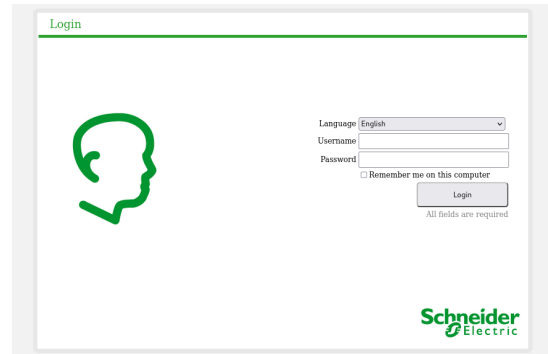 Login
Language English
Username
Password
Remember me on this computer
Login
All fields are required
Schneider
Electric